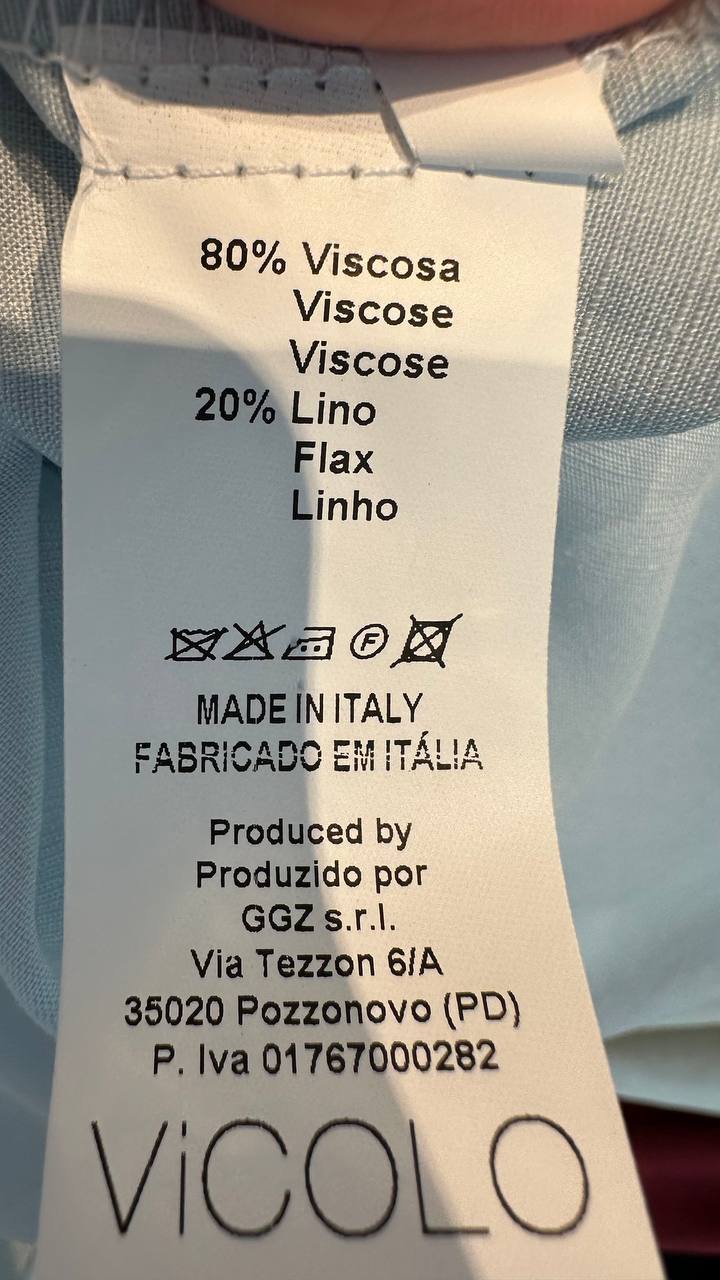 80% Viscosa
Viscose
Viscose
20% Lino
Flax
Linho
F
MADE IN ITALY
FABRICADO EM ITÁLIA
Produced by
Produzido por
GGZ s.r.l.
Via Tezzon 6/A
35020 Pozzonovo (PD)
P. Iva 01767000282
ViCOLO